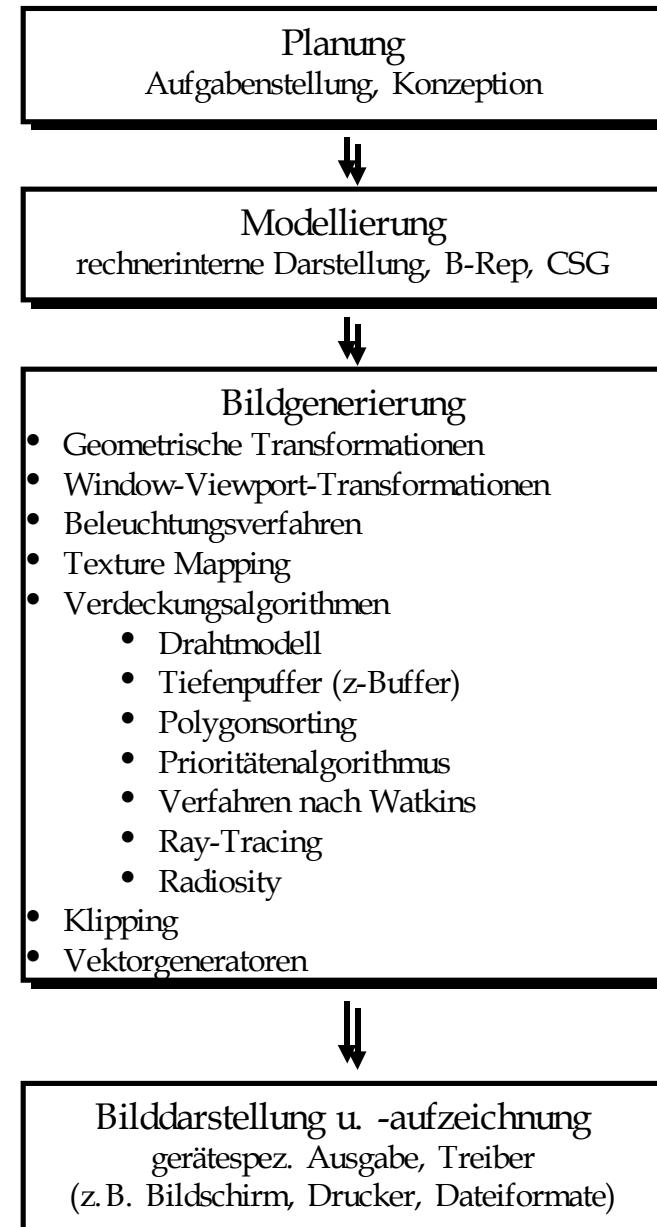 Planung
Aufgabenstellung, Konzeption
Modellierung
rechnerinterne Darstellung, B-Rep, CSG
Bildgenerierung
• Geometrische Transformationen
• Window-Viewport-Transformationen
• Beleuchtungsverfahren
• Texture Mapping
• Verdeckungsalgorithmen
• Drahtmodell
• Tiefenpuffer (z-Buffer)
• Polygonsorting
• Prioritätenalgorithmus
• Verfahren nach Watkins
• Ray-Tracing
• Radiosity
• Klipping
• Vektorgeneratoren
Bilddarstellung u. -aufzeichnung
gerätespez. Ausgabe, Treiber
(z.B. Bildschirm, Drucker, Dateiformate)